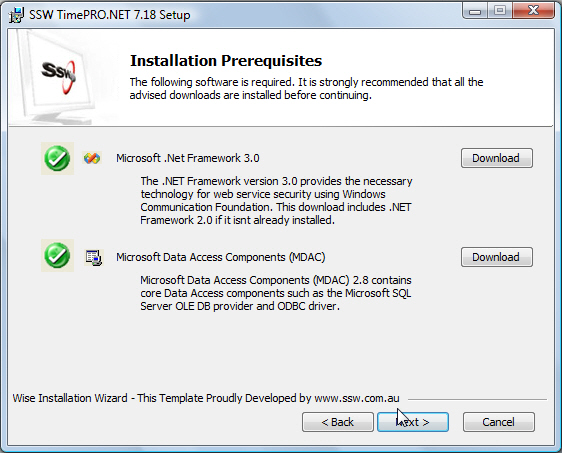 SSW TimePRO.NET 7.18 Setup
SSW
Installation Prerequisites
The following software is required. It is strongly recommended that all the
advised downloads are installed before continuing.
Microsoft .Net Framework 3.0
Download
The .NET Framework version 3.0 provides the necessary
technology for web service security using Windows
Communication Foundation. This download includes .NET
Framework 2.0 if it isnt already installed.
Microsoft Data Access Components (MDAC)
Download
Microsoft Data Access Components (MDAC) 2.8 contains
core Data Access components such as the Microsoft SQL
Server OLE DB provider and ODBC driver.
Wise Installation Wizard - This Template Proudly Developed by www.ssw.com.au
< Back
Next >
Cancel